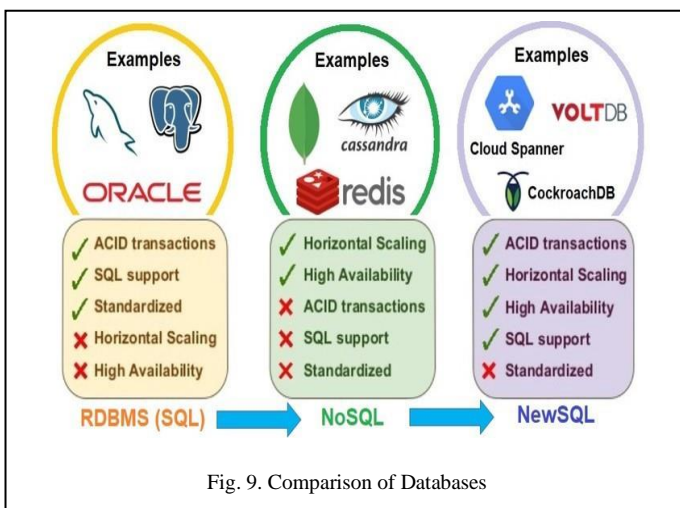 Examples
ORACLE
ACID transactions
SQL support
Standardized
Horizontal Scaling
High Availability
RDBMS (SQL)
Examples
cassandra
redis
Horizontal Scaling
High Availability
ACID transactions
SQL support
Standardized
NoSQL
Examples
VOLTDB
Cloud Spanner
CockroachDB
ACID transactions
Horizontal Scaling
High Availability
SQL support
Standardized
NewSQL
Fig. 9. Comparison of Databases